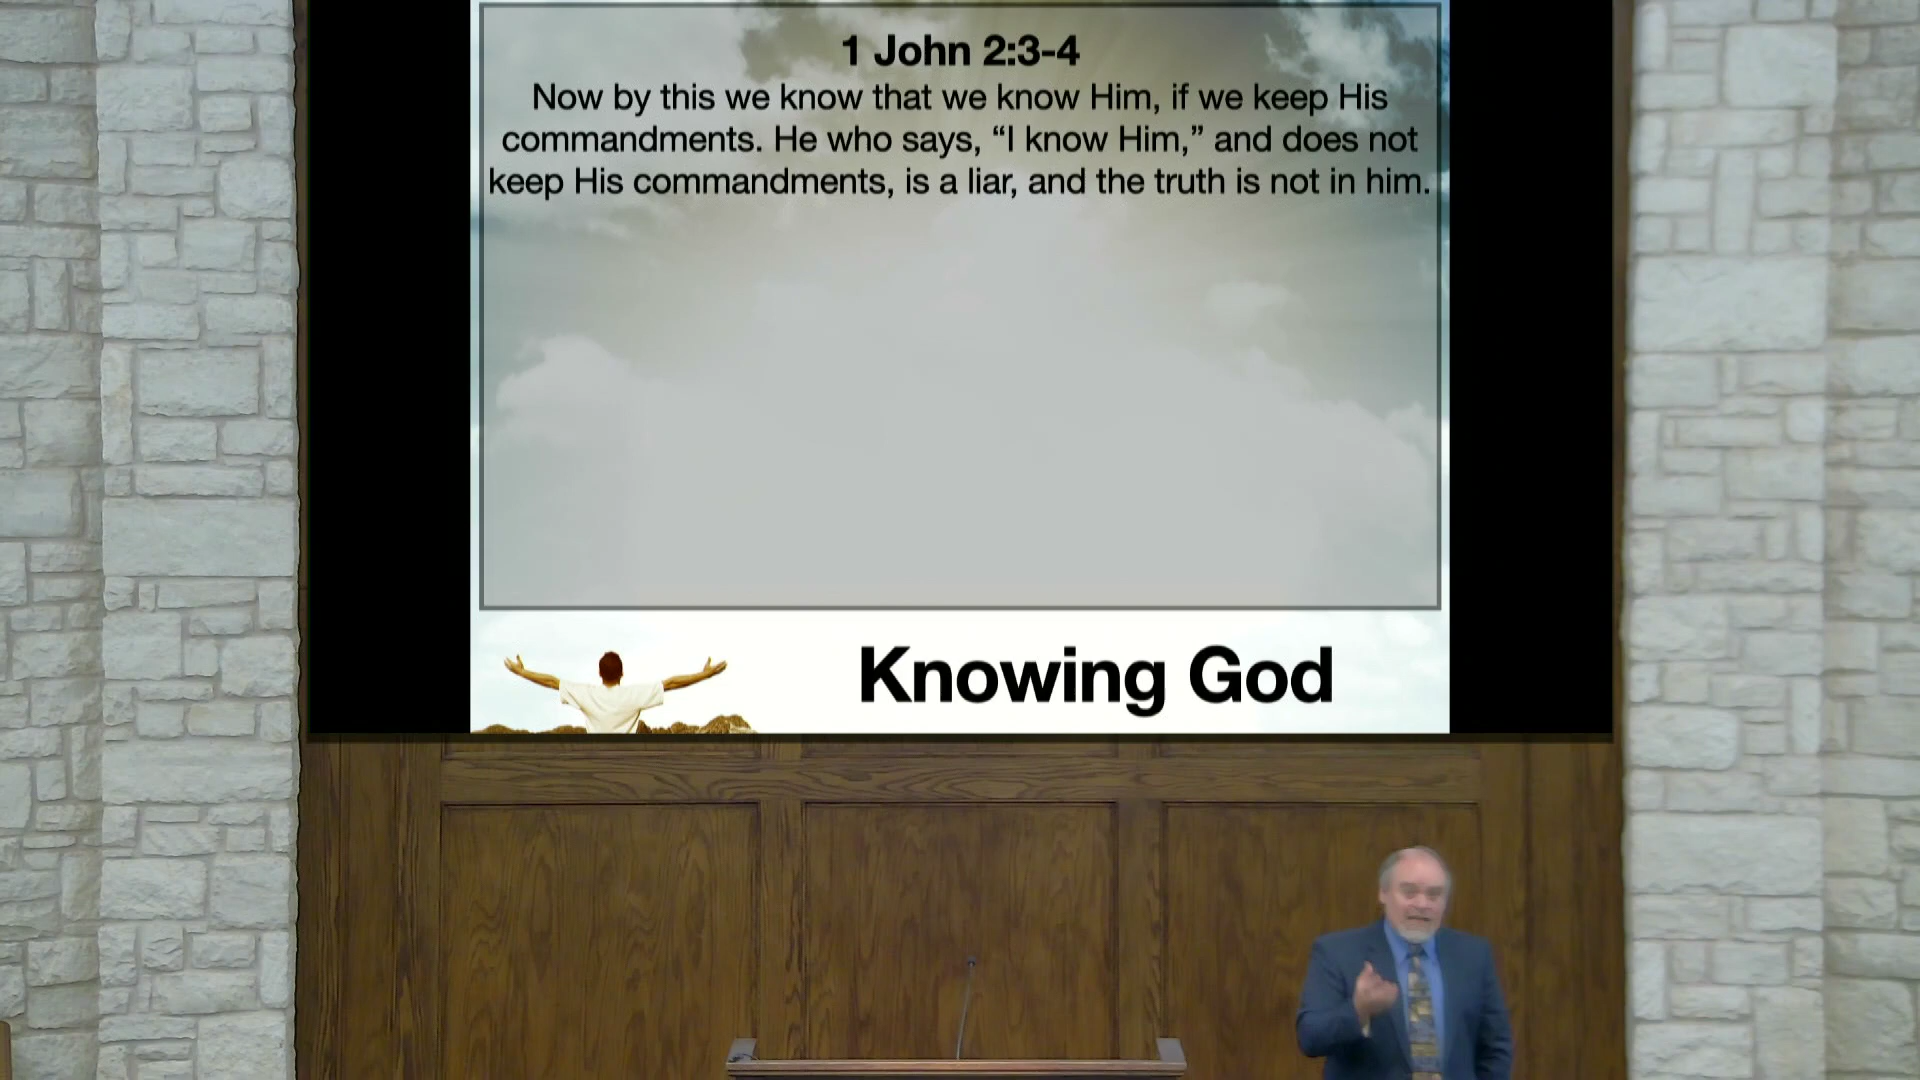 1 John 2:3-4
Now by this we know that we know Him, if we keep His
commandments. He who says, “I know Him,” and does not
keep His commandments, is a liar, and the truth is not in him.
Knowing God